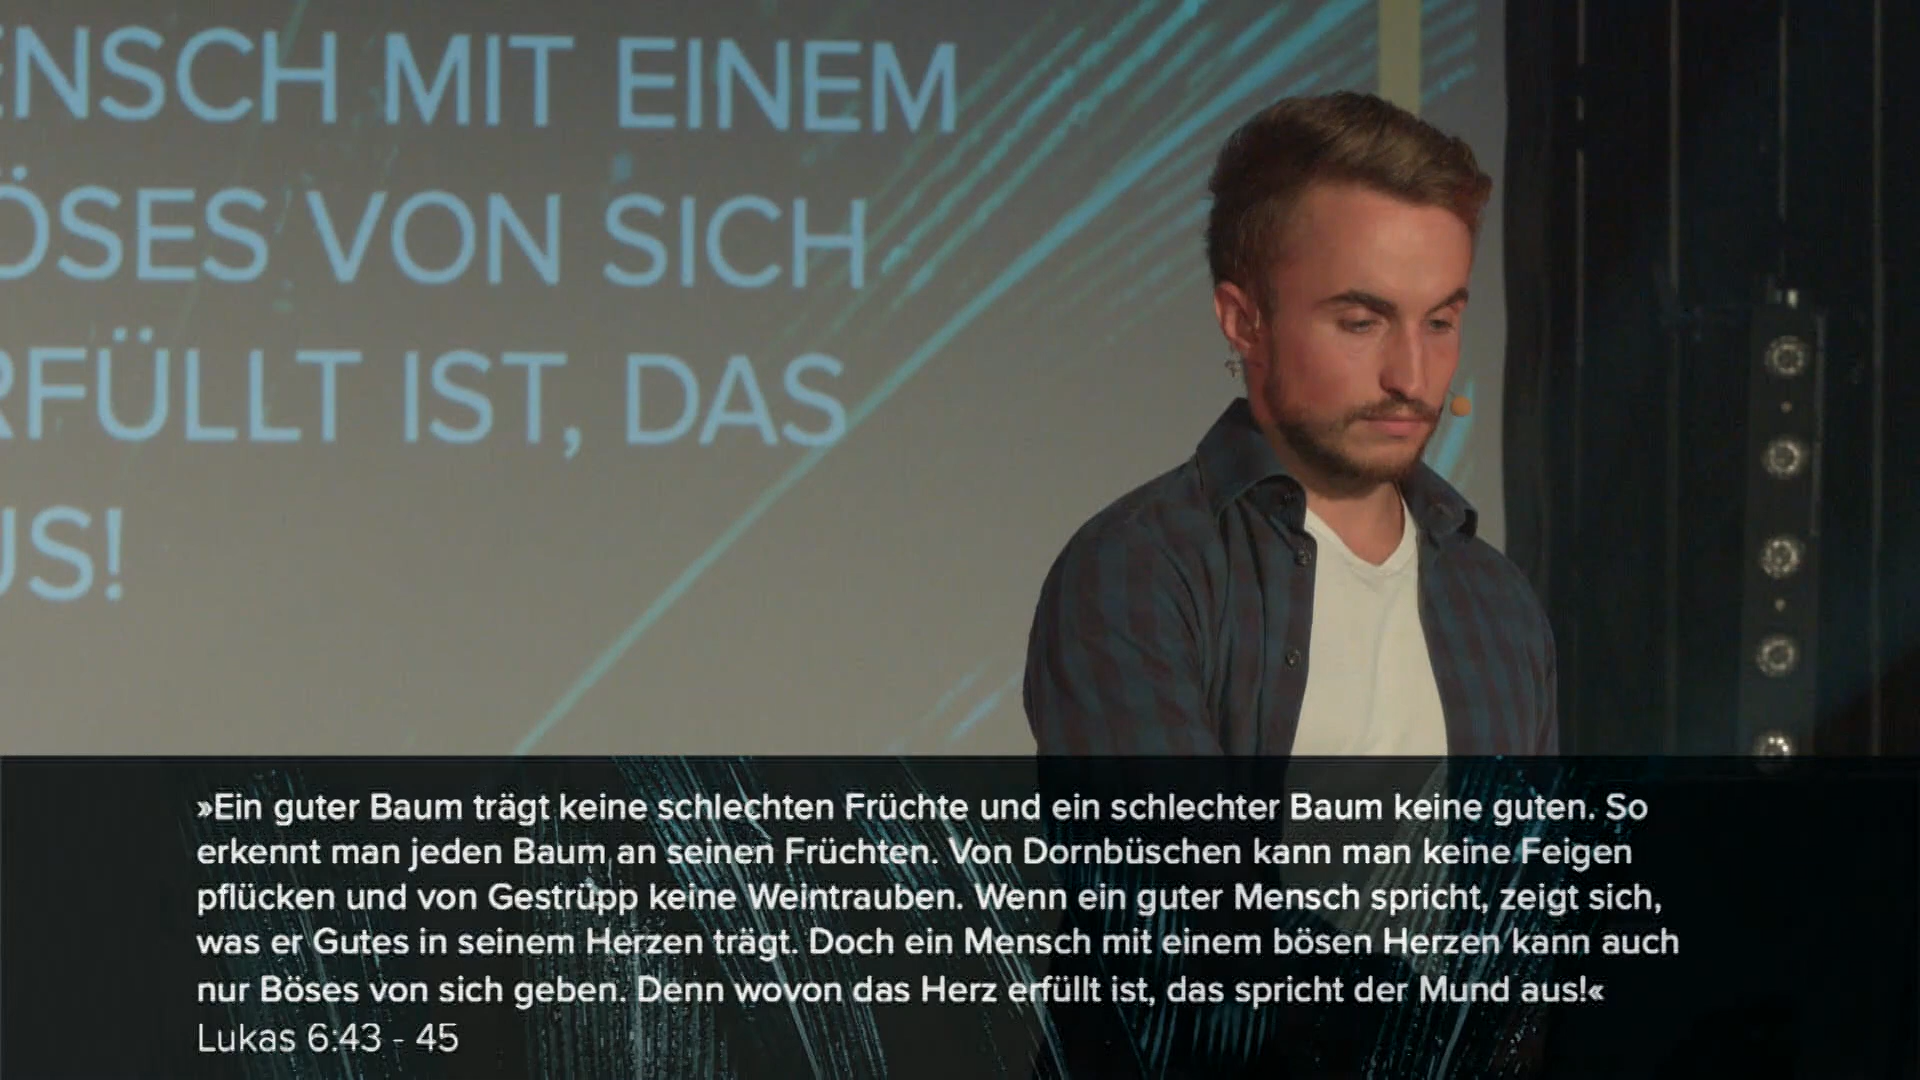 ENSCH MIT EINEM
ÖSES VON SICH
RFÜLLT IST, DAS
US!
»Ein guter Baum trägt keine schlechten Früchte und ein schlechter Baum keine guten. So
erkennt man jeden Baum an seinen Früchten. Von Dornbüschen kann man keine Feigen
pflücken und von Gestrüpp keine Weintrauben. Wenn ein guter Mensch spricht, zeigt sich,
was er Gutes in seinem Herzen trägt. Doch ein Mensch mit einem bösen Herzen kann auch
nur Böses von sich geben. Denn wovon das Herz erfüllt ist, das spricht der Mund aus!«
Lukas 6:43 - 45